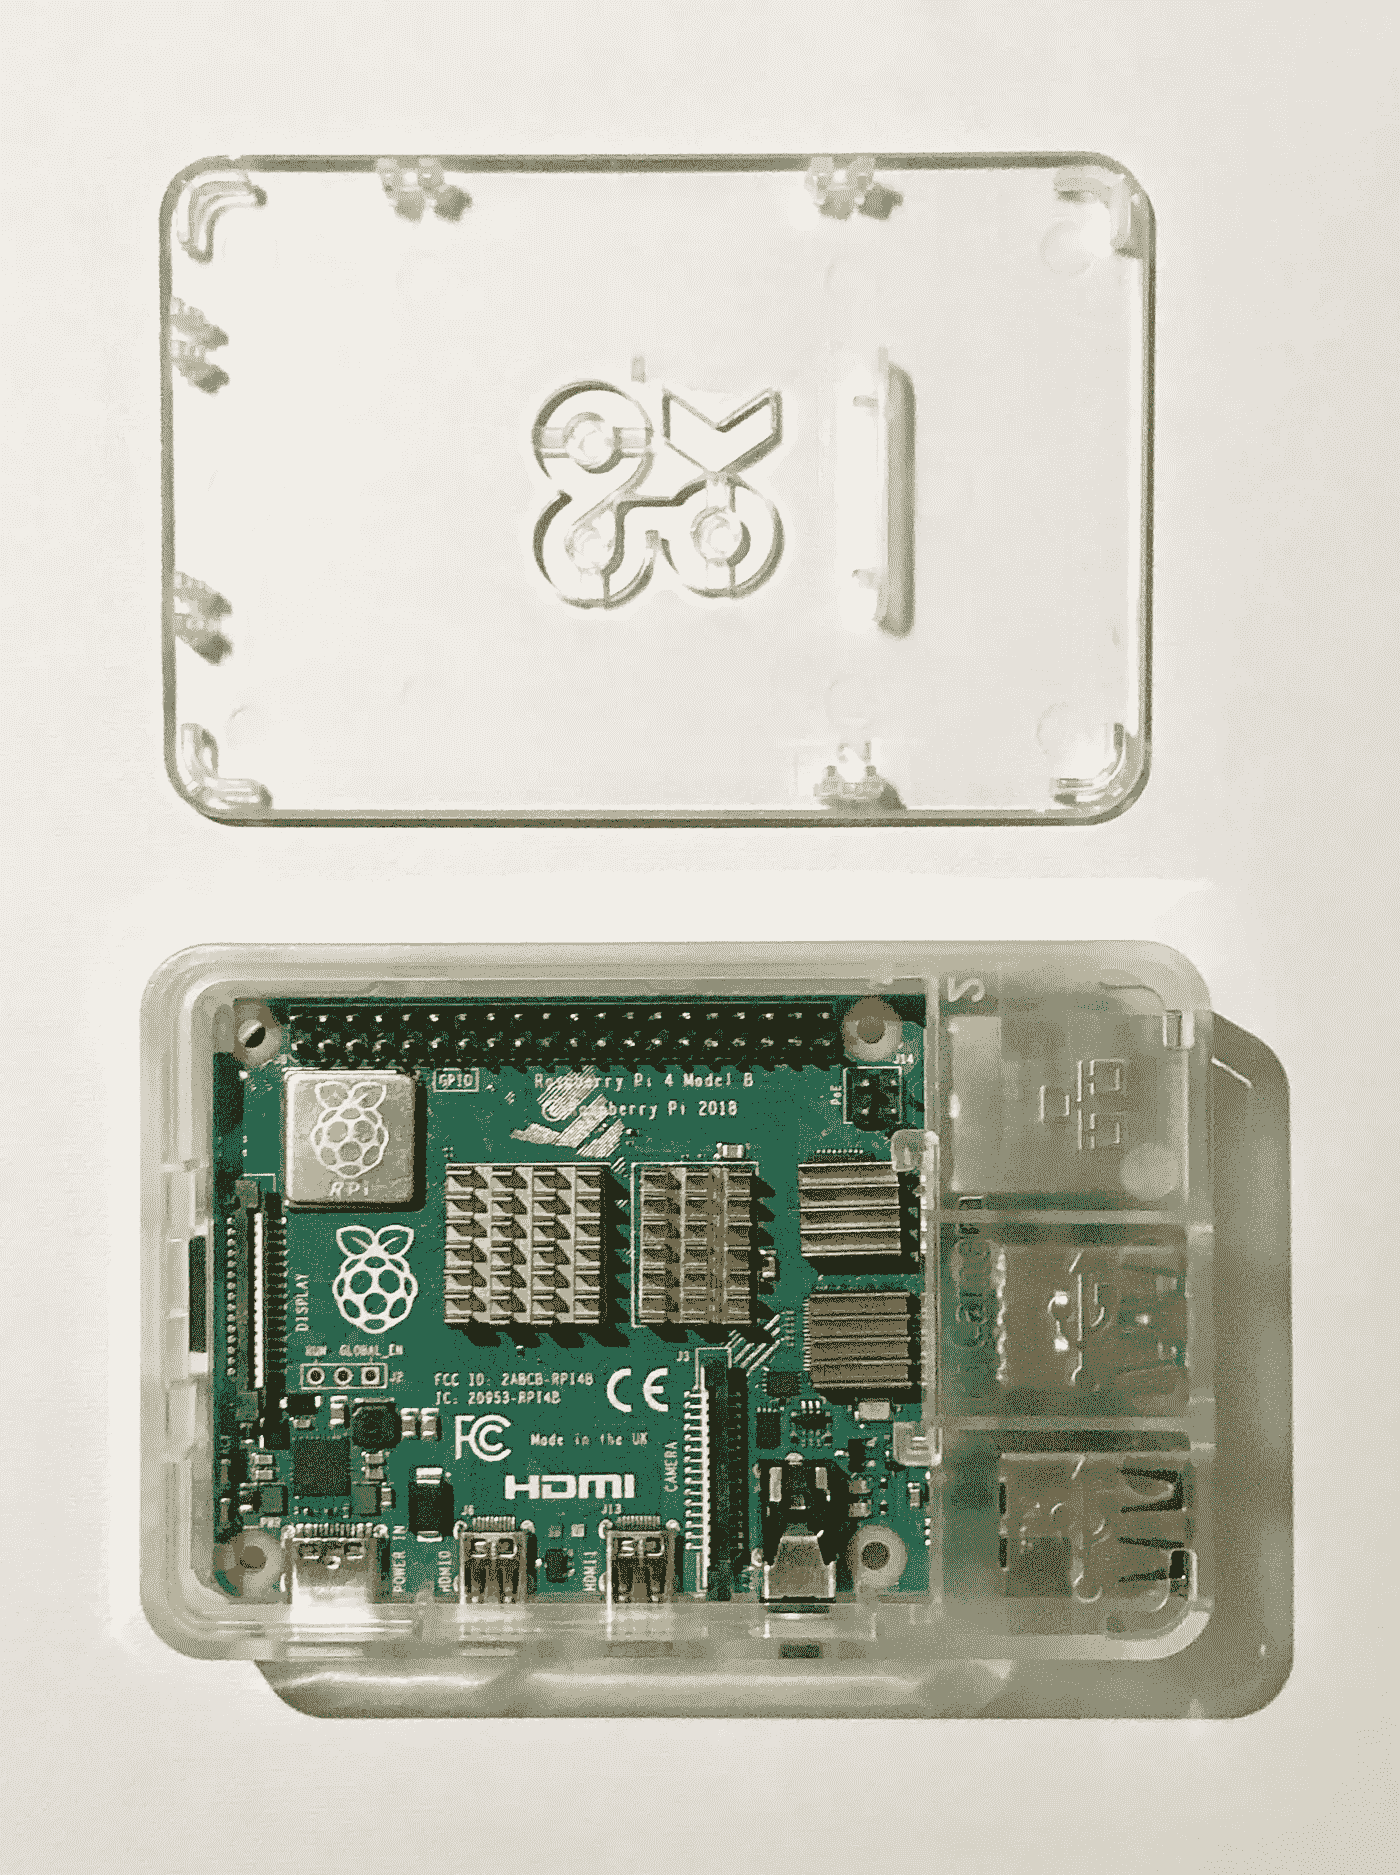 J14
GPIO
Raspberry Pi 4 Model B
PoE
© Raspberry Pi 2018
RPi
DISPLAY
RUN GLOBAL_EN
J2
J3
FCC ID: 2ABCB-RPI4B
IC: 20953-RPI4B
CE
FC
Made in the UK
CAMERA
HDMI
J6
J13
POWER IN
HDMI0
HDMI1